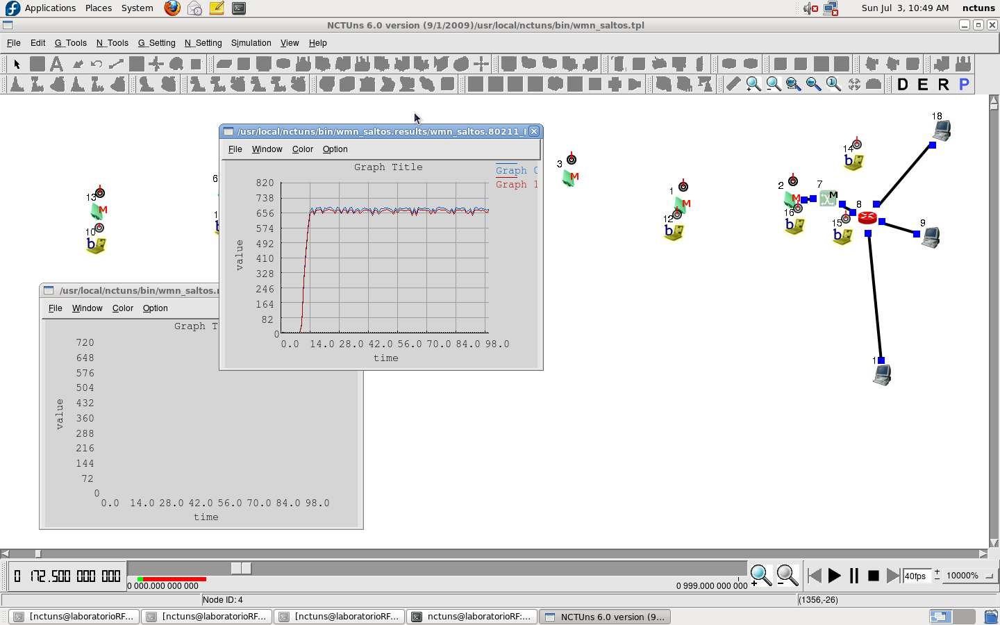 Applications Places System
Sun Jul 3, 10:49 AM nctuns
NCTUns 6.0 version (9/1/2009)/usr/local/nctuns/bin/wmn_saltos.tpl
File Edit G_Tools N_Tools G_Setting N_Setting Simulation View Help
A
1
D E R P
18
14
b
3
M
2
M
7
M
16
b
8
15
b
9
1
M
12
b
13
M
10
b
6
1
b
1
/usr/local/nctuns/bin/wmn_saltos.results/wmn_saltos.80211_
File Window Color Option
Graph Title
Graph 0
Graph 1
820
738
656
574
492
410
328
246
164
82
0
value
0.0 14.0 28.0 42.0 56.0 70.0 84.0 98.0
time
/usr/local/nctuns/bin/wmn_saltos.
File Window Color Option
Graph T
720
648
576
504
432
360
288
216
144
72
0
value
0.0 14.0 28.0 42.0 56.0 70.0 84.0 98.0
time
0 172.500 000 000
0 000.000 000 000
0 999.000 000 000
40fps
10000%
Node ID: 4
(1356,-26)
[nctuns@laboratorioRF...
[nctuns@laboratorioRF...
[nctuns@laboratorioRF...
nctuns@laboratorioRF:...
NCTUns 6.0 version (9...